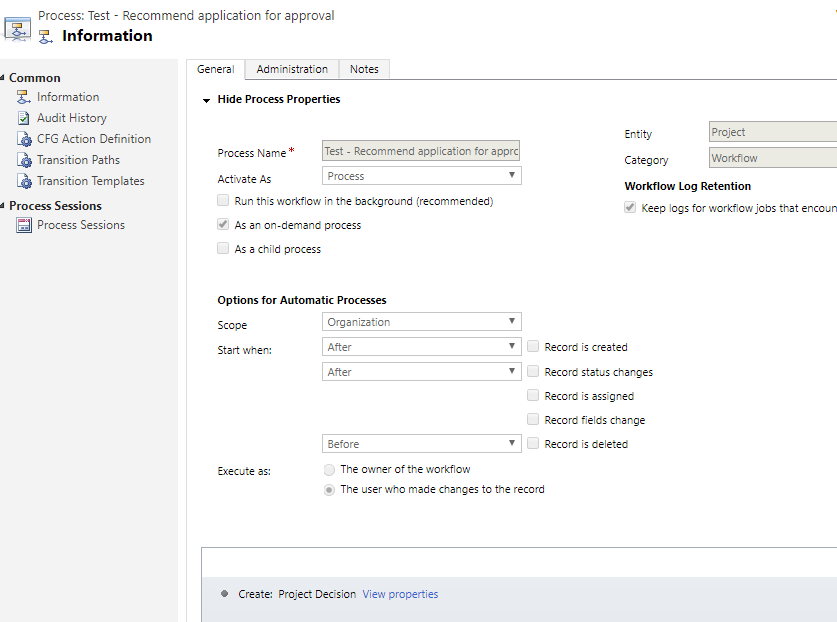 Process: Test - Recommend application for approval
Information
Common
Information
Audit History
CFG Action Definition
Transition Paths
Transition Templates
Process Sessions
Process Sessions
General Administration Notes
Hide Process Properties
Process Name * Test - Recommend application for appro
Activate As Process
Run this workflow in the background (recommended)
As an on-demand process
As a child process
Entity Project
Category Workflow
Workflow Log Retention
Keep logs for workflow jobs that encoun
Options for Automatic Processes
Scope Organization
Start when: After Record is created
After Record status changes
Record is assigned
Record fields change
Before Record is deleted
Execute as: The owner of the workflow
The user who made changes to the record
Create: Project Decision View properties